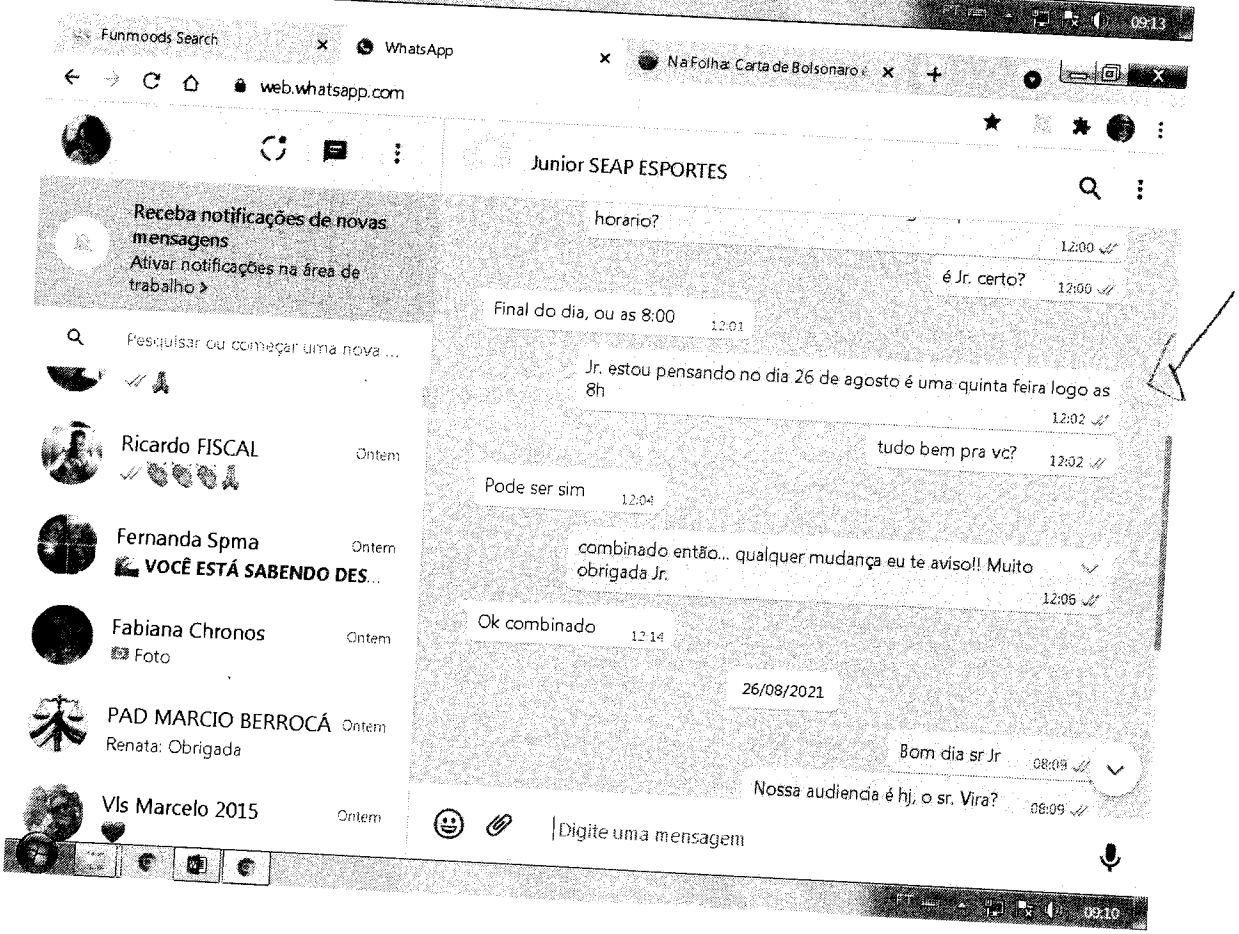 09:13
Funmoods Search
WhatsApp
Na Folha: Carta de Bolsonaro é
web.whatsapp.com
Junior SEAP ESPORTES
Receba notificações de novas
mensagens
Ativar notificações na área de
trabalho >
Pesquisar ou começar uma nova ...
Ricardo FISCAL
Ontem
Fernanda Spma
Ontem
VOCÊ ESTÁ SABENDO DES...
Fabiana Chronos
Ontem
Foto
PAD MARCIO BERROCÁ
Ontem
Renata: Obrigada
Vls Marcelo 2015
Ontem
horario?
12:00
é Jr. certo?
12:00
Final do dia, ou as 8:00
12:01
Jr. estou pensando no dia 26 de agosto é uma quinta feira logo as
8h
12:02
tudo bem pra vc?
12:02
Pode ser sim
12:04
combinado então... qualquer mudança eu te aviso!! Muito
obrigada Jr.
12:06
Ok combinado
12:14
26/08/2021
Bom dia sr Jr
08:09
Nossa audiencia é hj, o sr. Vira?
08:09
Digite uma mensagem
PT
09:10